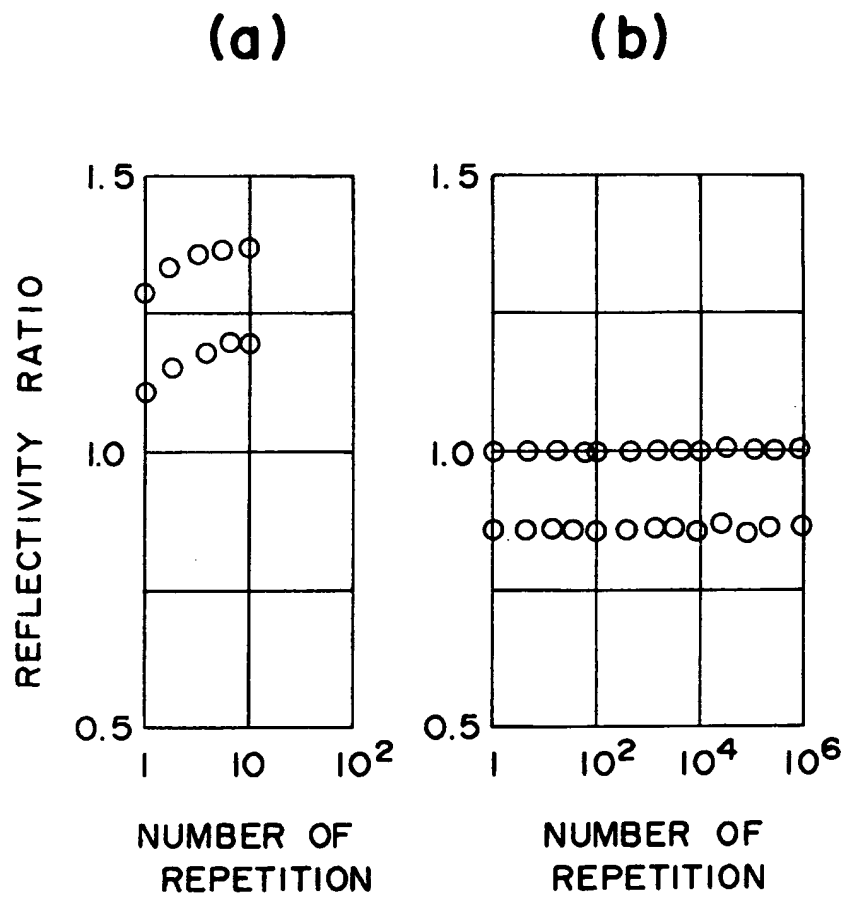 (a)
(b)
REFLECTIVITY RATIO
1.5
1.0
0.5
1 10 10²
NUMBER OF
REPETITION
1.5
1.0
0.5
1 10² 10⁴ 10⁶
NUMBER OF
REPETITION